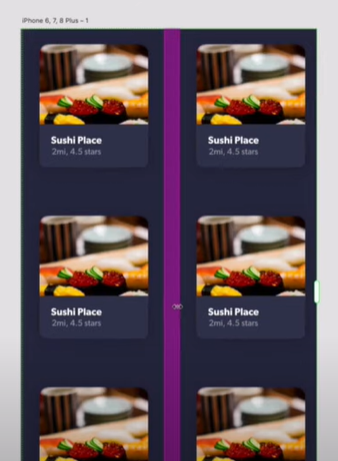 iPhone 6, 7, 8 Plus – 1
Sushi Place
2mi, 4.5 stars
Sushi Place
2mi, 4.5 stars
Sushi Place
2mi, 4.5 stars
Sushi Place
2mi, 4.5 stars